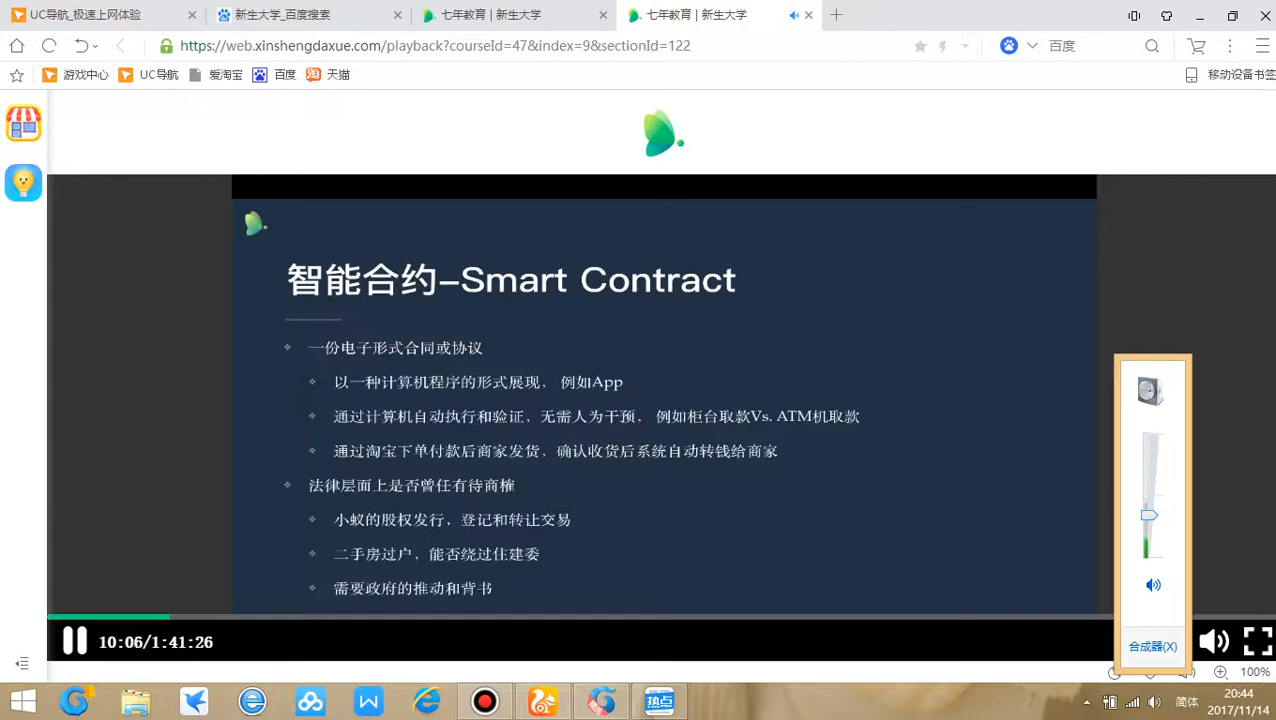 UC导航_极速上网体验
新生大学_百度搜索
七年教育 | 新生大学
七年教育 | 新生大学
https://web.xinshengdaxue.com/playback?courseId=47&index=9&sectionId=122
百度
游戏中心
UC导航
爱淘宝
百度
天猫
移动设备书签
智能合约-Smart Contract
一份电子形式合同或协议
以一种计算机程序的形式展现， 例如App
通过计算机自动执行和验证，无需人为干预， 例如柜台取款Vs. ATM机取款
通过淘宝下单付款后商家发货，确认收货后系统自动转钱给商家
法律层面上是否曾任有待商榷
小蚁的股权发行，登记和转让交易
二手房过户，能否绕过住建委
需要政府的推动和背书
10:06/1:41:26
合成器(X)
100%
热点
简体
20:44
2017/11/14